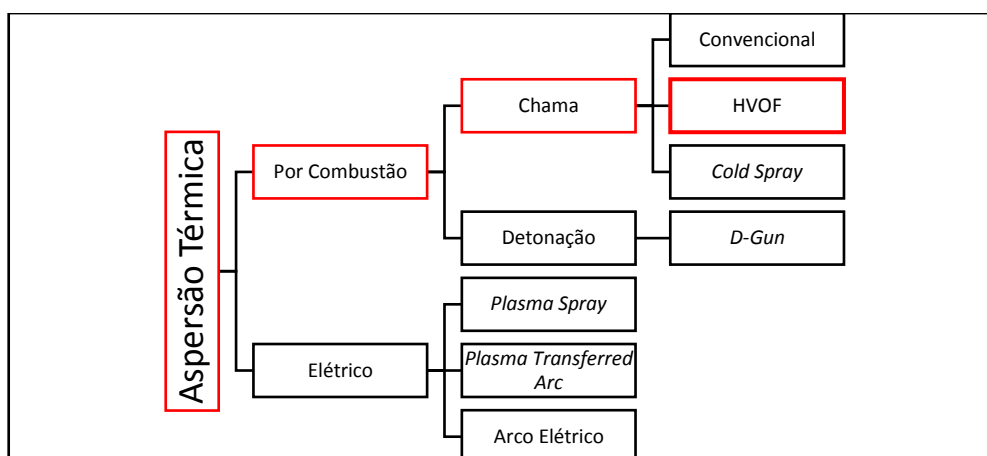 Aspersão Térmica
Por Combustão
Chama
Convencional
HVOF
Cold Spray
Detonação
D-Gun
Elétrico
Plasma Spray
Plasma Transferred
Arc
Arco Elétrico